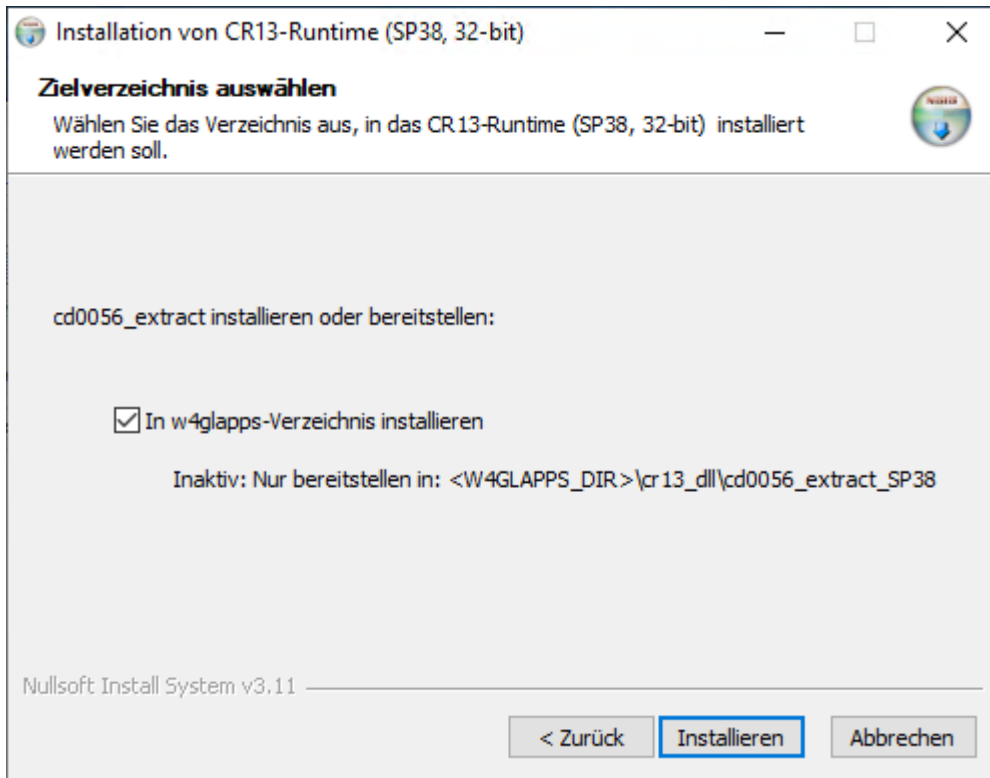 Installation von CR13-Runtime (SP38, 32-bit)
Zielverzeichnis auswählen
Wählen Sie das Verzeichnis aus, in das CR13-Runtime (SP38, 32-bit) installiert
werden soll.
cd0056_extract installieren oder bereitstellen:
In w4glapps-Verzeichnis installieren
Inaktiv: Nur bereitstellen in: <W4GLAPPS_DIR>\cr13_dll\cd0056_extract_SP38
Nullsoft Install System v3.11
< Zurück
Installieren
Abbrechen